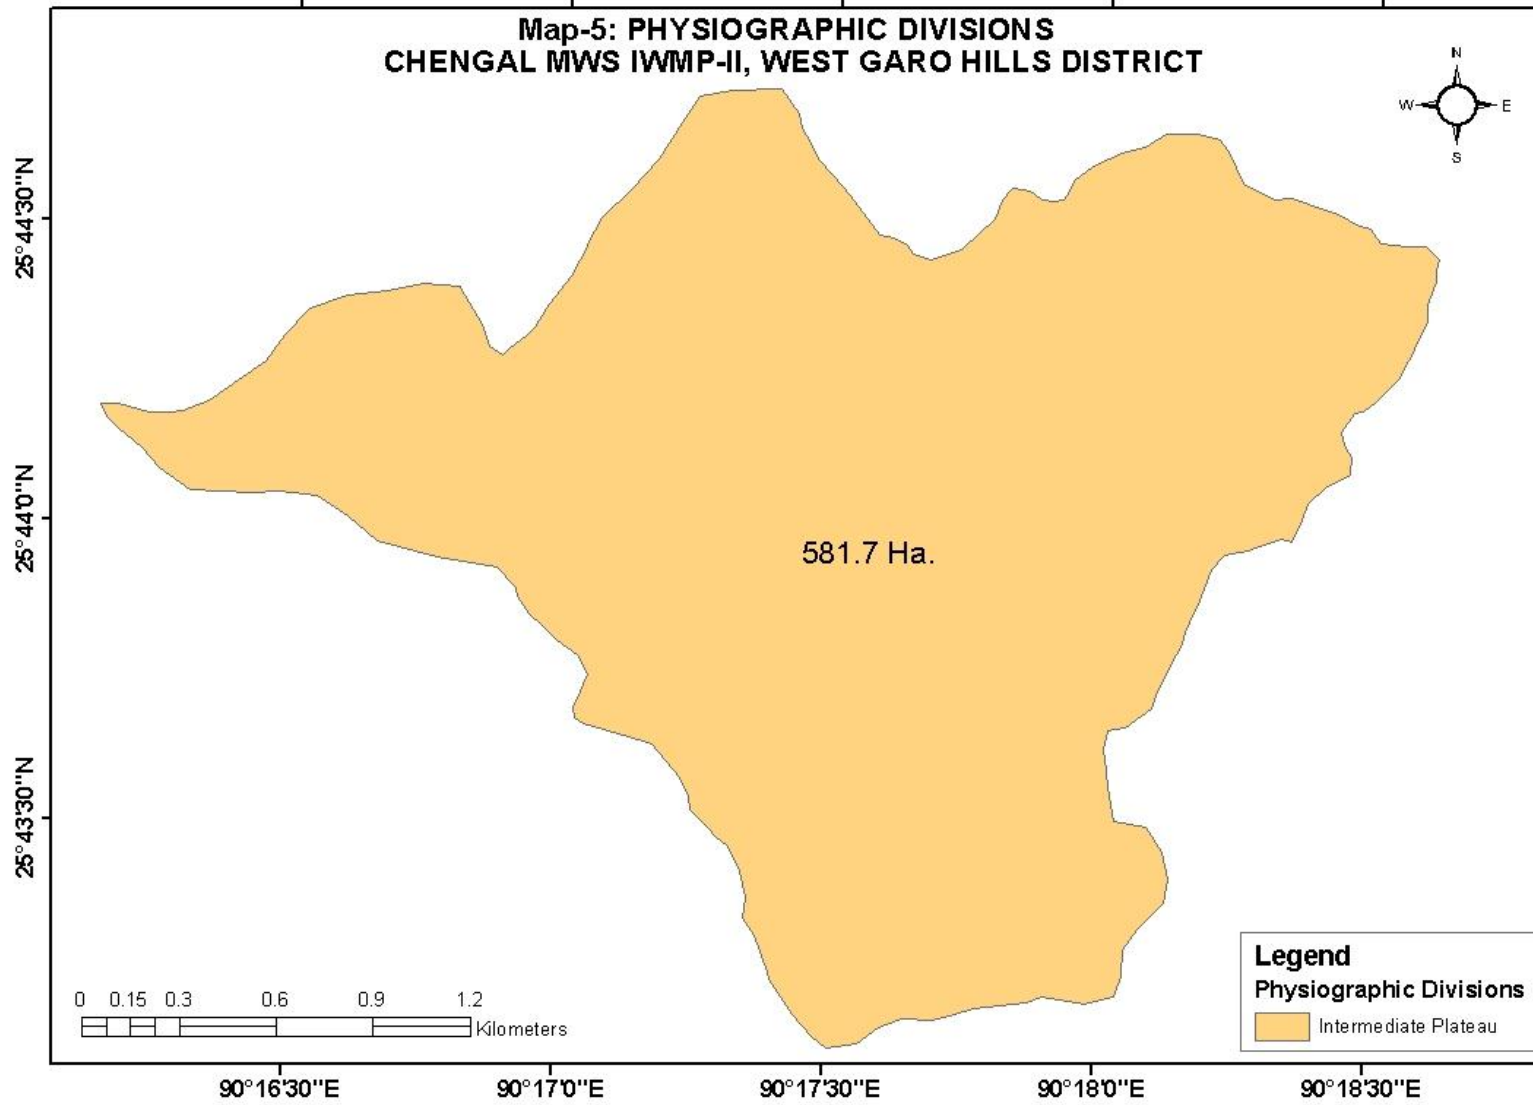 Map-5: PHYSIOGRAPHIC DIVISIONS
CHENGAL MWS IWMP-II, WEST GARO HILLS DISTRICT
N
W
E
S
25°44'30"N
25°44'0"N
25°43'30"N
581.7 Ha.
0 0.15 0.3 0.6 0.9 1.2
Kilometers
Legend
Physiographic Divisions
Intermediate Plateau
90°16'30"E 90°17'0"E 90°17'30"E 90°18'0"E 90°18'30"E